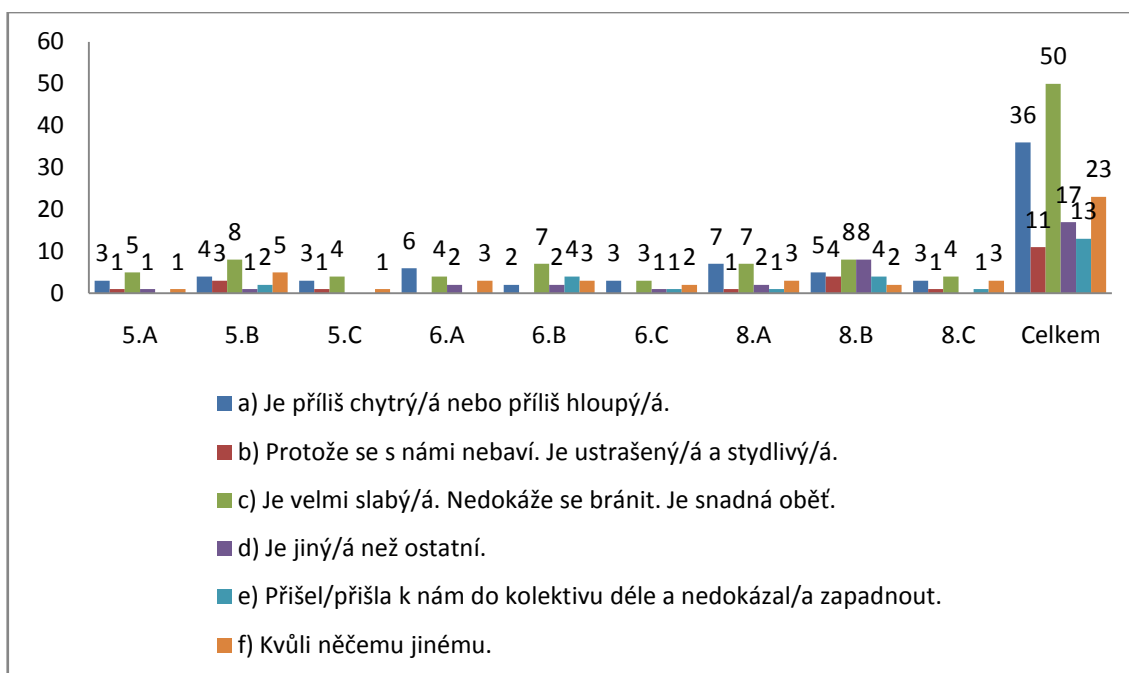 60
50
40
30
20
10
0
3 1 5 1 1 4 3 8 1 2 5 3 1 4 1 6 4 2 3 2 7 2 4 3 3 3 1 1 2 7 1 7 2 1 3 5 4 8 8 4 2 3 1 4 1 3 36 11 50 17 13 23
5.A 5.B 5.C 6.A 6.B 6.C 8.A 8.B 8.C Celkem
a) Je příliš chytrý/á nebo příliš hloupý/á.
b) Protože se s námi nebaví. Je ustrašený/á a stydlivý/á.
c) Je velmi slabý/á. Nedokáže se bránit. Je snadná oběť.
d) Je jiný/á než ostatní.
e) Přišel/přišla k nám do kolektivu déle a nedokázal/a zapadnout.
f) Kvůli něčemu jinému.